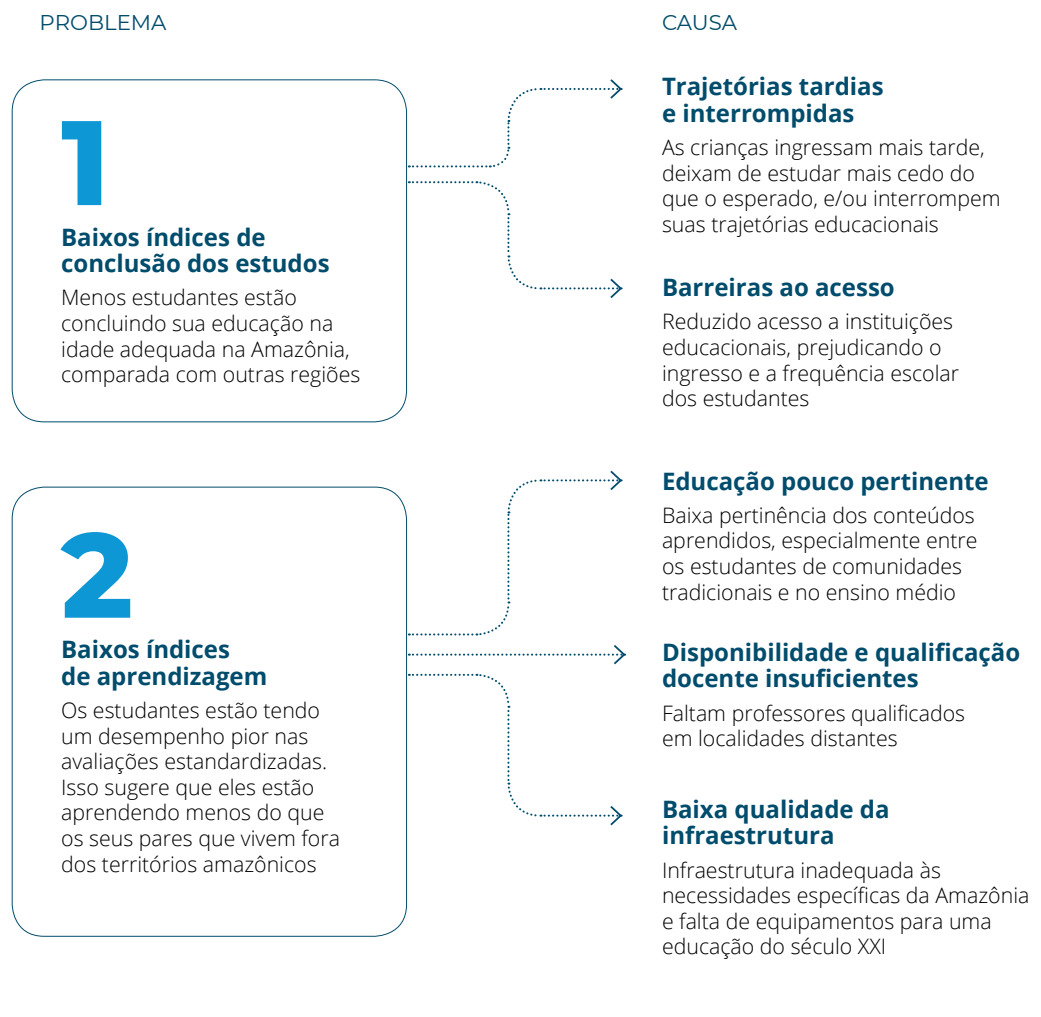 PROBLEMA
CAUSA
1
Baixos índices de
conclusão dos estudos
Menos estudantes estão
concluindo sua educação na
idade adequada na Amazônia,
comparada com outras regiões
Trajetórias tardias
e interrompidas
As crianças ingressam mais tarde,
deixam de estudar mais cedo do
que o esperado, e/ou interrompem
suas trajetórias educacionais
Barreiras ao acesso
Reduzido acesso a instituições
educacionais, prejudicando o
ingresso e a frequência escolar
dos estudantes
2
Baixos índices
de aprendizagem
Os estudantes estão tendo
um desempenho pior nas
avaliações estandardizadas.
Isso sugere que eles estão
aprendendo menos do que
os seus pares que vivem fora
dos territórios amazônicos
Educação pouco pertinente
Baixa pertinência dos conteúdos
aprendidos, especialmente entre
os estudantes de comunidades
tradicionais e no ensino médio
Disponibilidade e qualificação
docente insuficientes
Faltam professores qualificados
em localidades distantes
Baixa qualidade da
infraestrutura
Infraestrutura inadequada às
necessidades específicas da Amazônia
e falta de equipamentos para uma
educação do século XXI